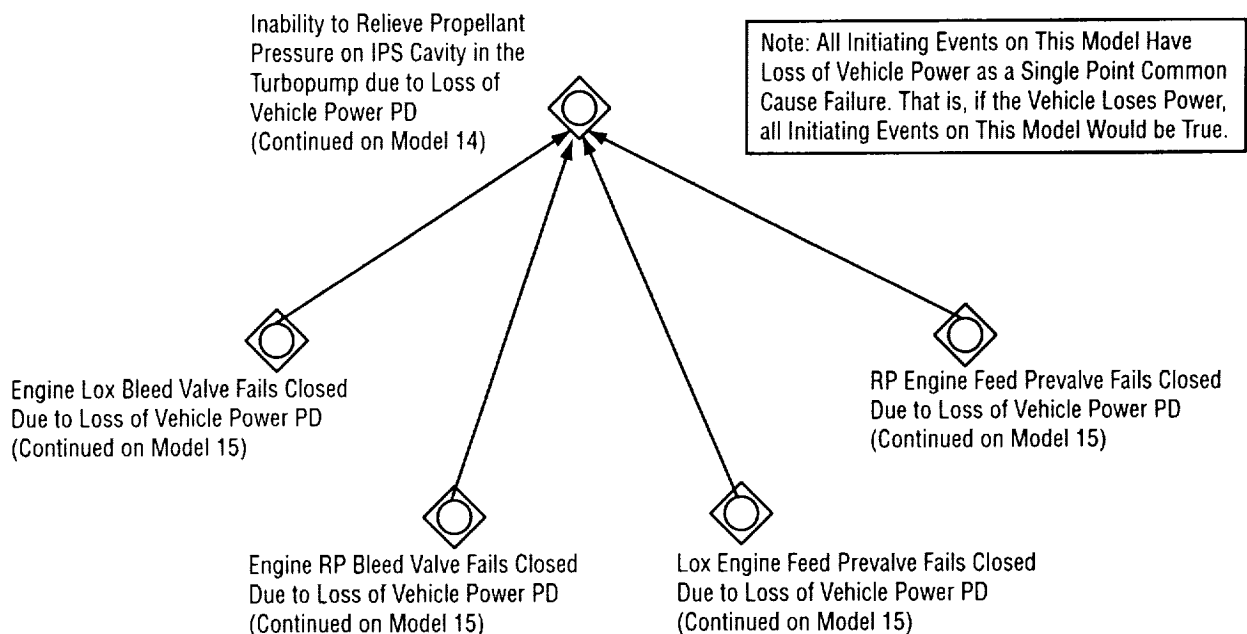 Inability to Relieve Propellant
Pressure on IPS Cavity in the
Turbopump due to Loss of
Vehicle Power PD
(Continued on Model 14)
Note: All Initiating Events on This Model Have
Loss of Vehicle Power as a Single Point Common
Cause Failure. That is, if the Vehicle Loses Power,
all Initiating Events on This Model Would be True.
Engine Lox Bleed Valve Fails Closed
Due to Loss of Vehicle Power PD
(Continued on Model 15)
RP Engine Feed Prevalve Fails Closed
Due to Loss of Vehicle Power PD
(Continued on Model 15)
Engine RP Bleed Valve Fails Closed
Due to Loss of Vehicle Power PD
(Continued on Model 15)
Lox Engine Feed Prevalve Fails Closed
Due to Loss of Vehicle Power PD
(Continued on Model 15)